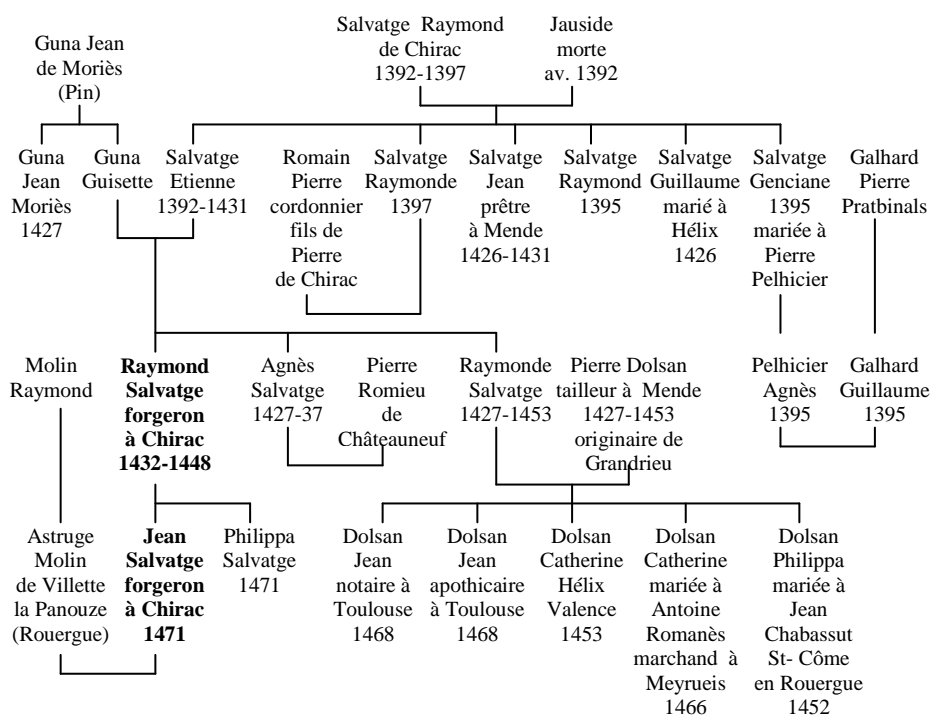 Guna Jean
de Moriès
(Pin)
Salvatge Raymond
de Chirac
1392-1397
Jauside
morte
av. 1392
Guna
Jean
Moriès
1427
Guna
Guisette
Salvatge
Etienne
1392-1431
Romain
Pierre
cordonnier
fils de
Pierre
de Chirac
Salvatge
Raymonde
1397
Salvatge
Jean
prêtre
à Mende
1426-1431
Salvatge
Raymond
1395
Salvatge
Guillaume
marié à
Hélix
1426
Salvatge
Genciane
1395
mariée à
Pierre
Pelhicier
Galhard
Pierre
Pratbinals
Molin
Raymond
Raymond
Salvatge
forgeron
à Chirac
1432-1448
Agnès
Salvatge
1427-37
Pierre
Romieu
de
Châteauneuf
Raymonde
Salvatge
1427-1453
Pierre Dolsan
tailleur à Mende
1427-1453
originaire de
Grandrieu
Pelhicier
Agnès
1395
Galhard
Guillaume
1395
Astruge
Molin
de Villette
la Panouze
(Rouergue)
Jean
Salvatge
forgeron
à Chirac
1471
Philippa
Salvatge
1471
Dolsan
Jean
notaire à
Toulouse
1468
Dolsan
Jean
apothicaire
à Toulouse
1468
Dolsan
Catherine
Hélix
Valence
1453
Dolsan
Catherine
mariée à
Antoine
Romanès
marchand à
Meyrueis
1466
Dolsan
Philippa
mariée à
Jean
Chabassut
St- Côme
en Rouergue
1452